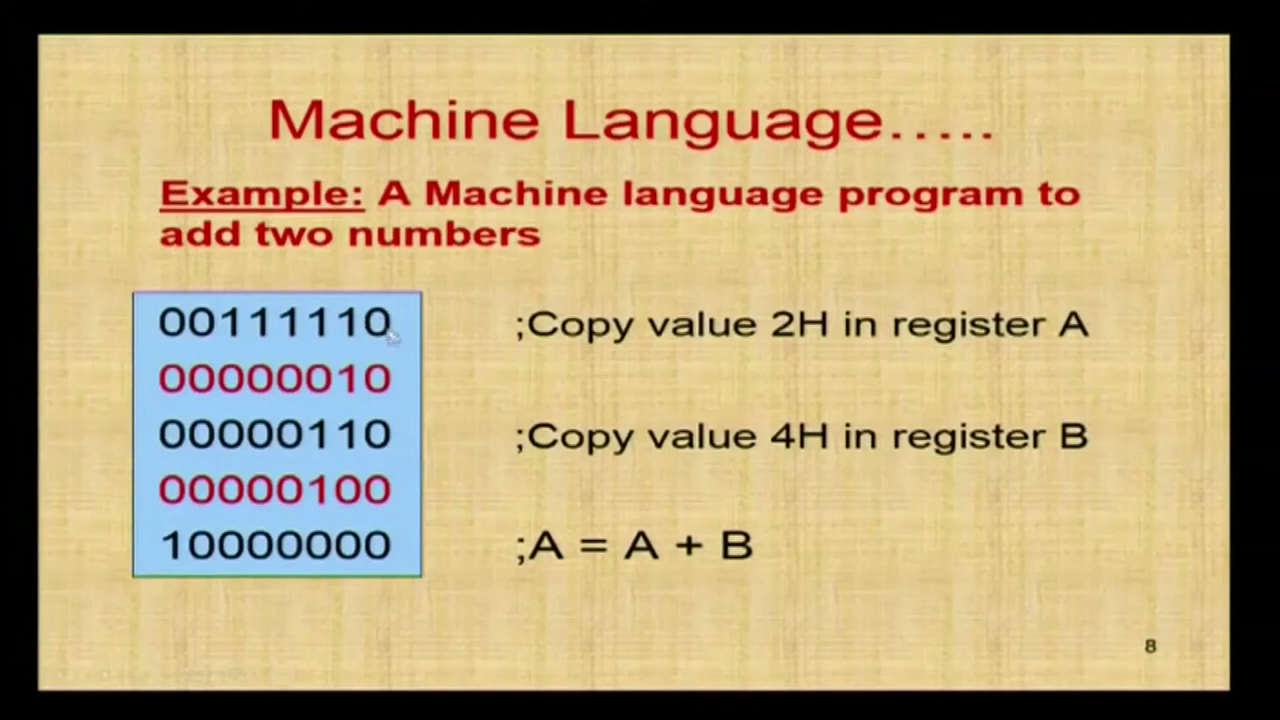 Machine Language.....
Example: A Machine language program to
add two numbers
00111110 ;Copy value 2H in register A
00000010
00000110 ;Copy value 4H in register B
00000100
10000000 ;A = A + B
8